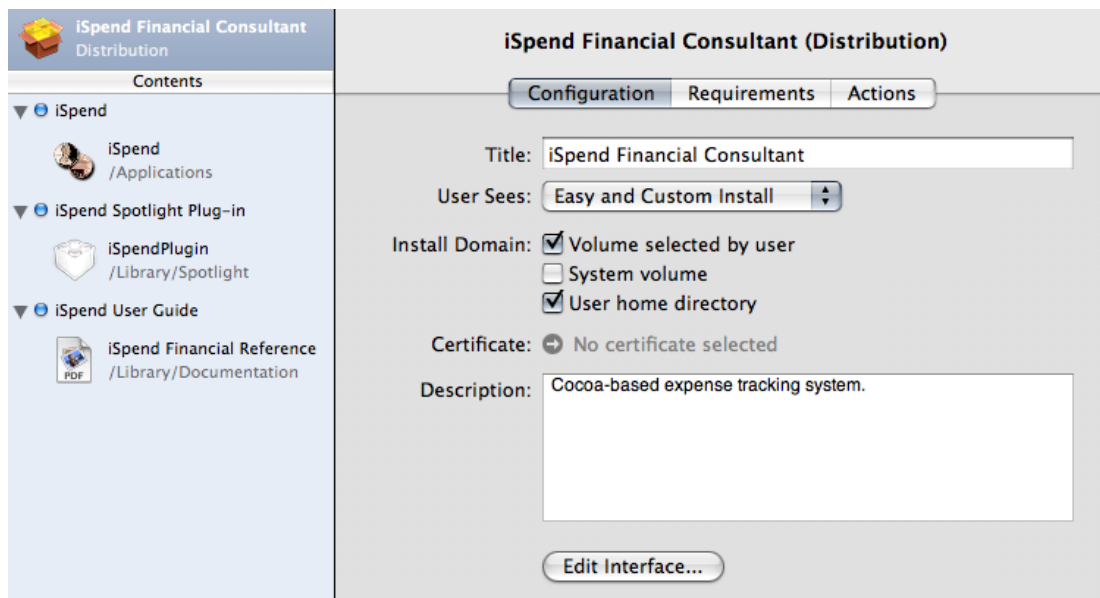 iSpend Financial Consultant
Distribution
Contents
iSpend
iSpend
/Applications
iSpend Spotlight Plug-in
iSpendPlugin
/Library/Spotlight
iSpend User Guide
iSpend Financial Reference
/Library/Documentation
PDF
iSpend Financial Consultant (Distribution)
Configuration Requirements Actions
Title: iSpend Financial Consultant
User Sees: Easy and Custom Install
Install Domain: Volume selected by user
System volume
User home directory
Certificate: No certificate selected
Description: Cocoa-based expense tracking system.
Edit Interface...